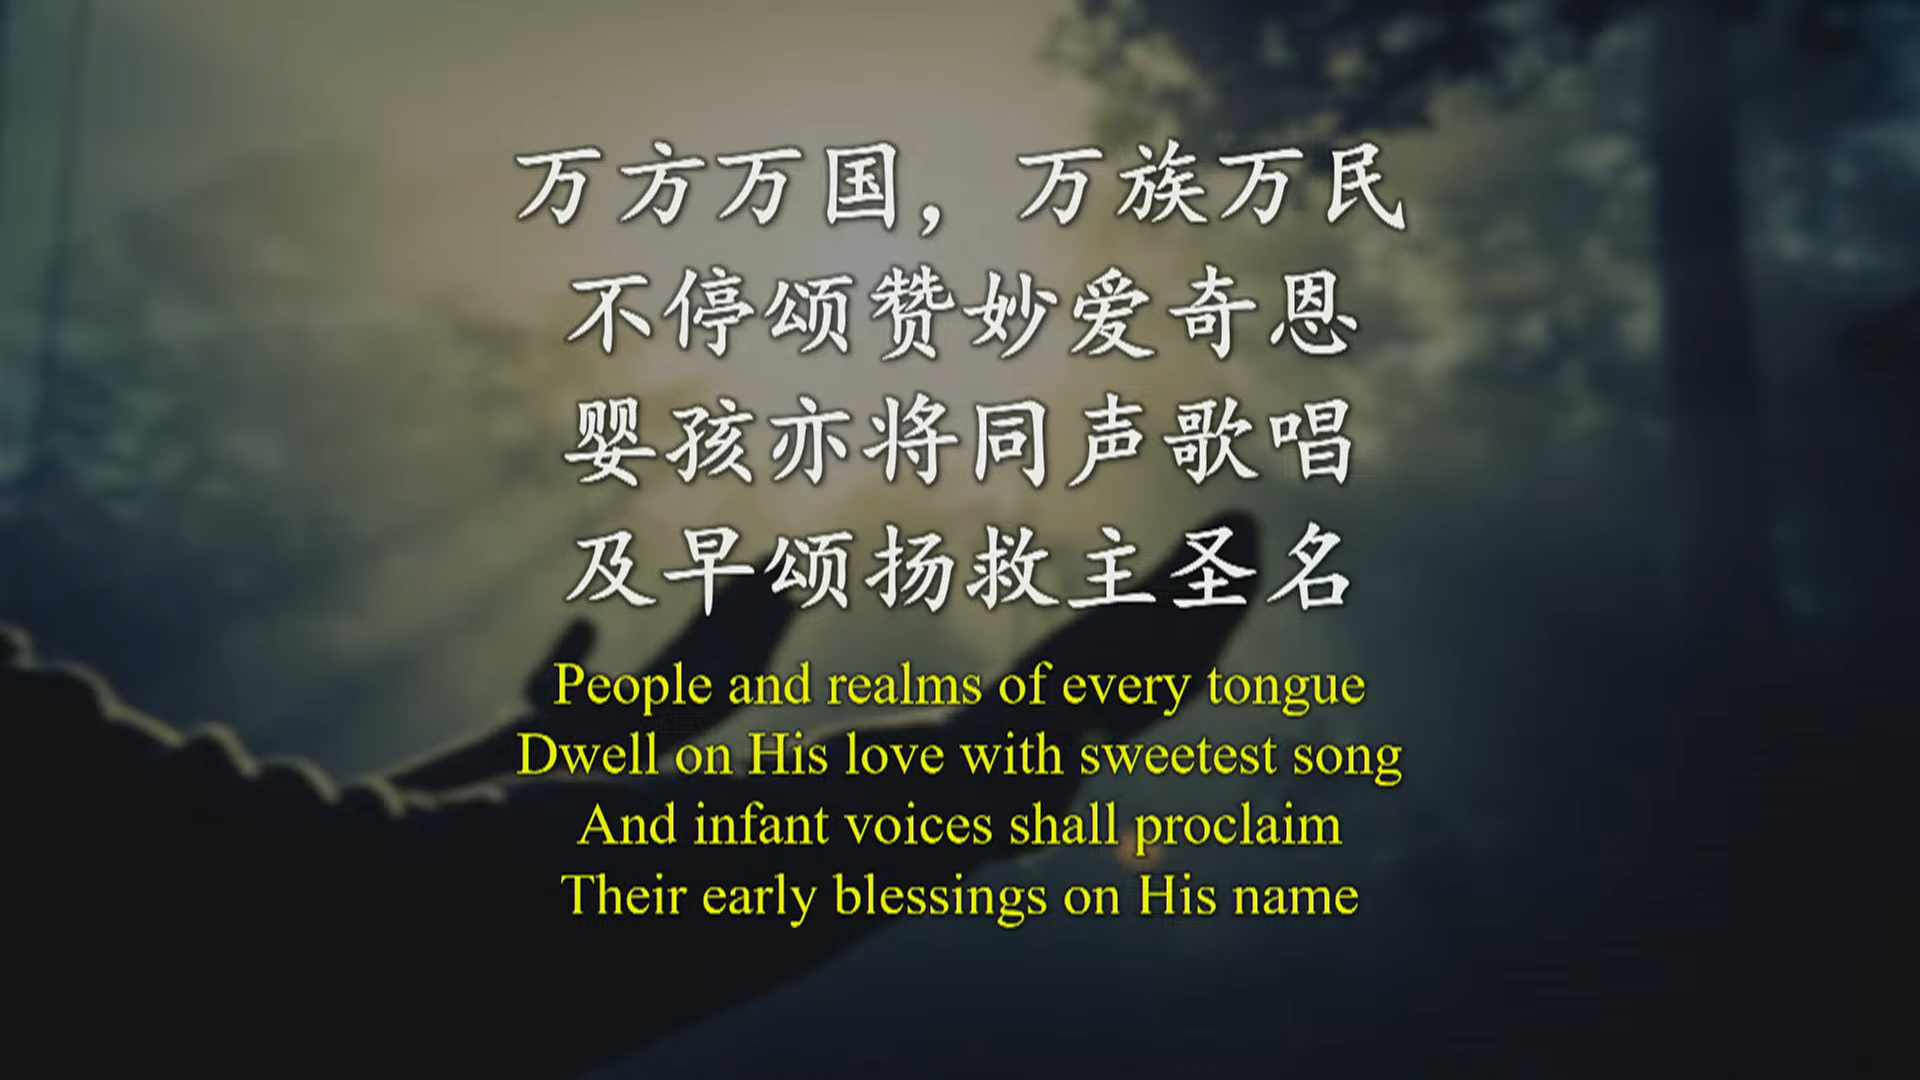 万方万国，万族万民
不停颂赞妙爱奇恩
婴孩亦将同声歌唱
及早颂扬救主圣名
People and realms of every tongue
Dwell on His love with sweetest song
And infant voices shall proclaim
Their early blessings on His name